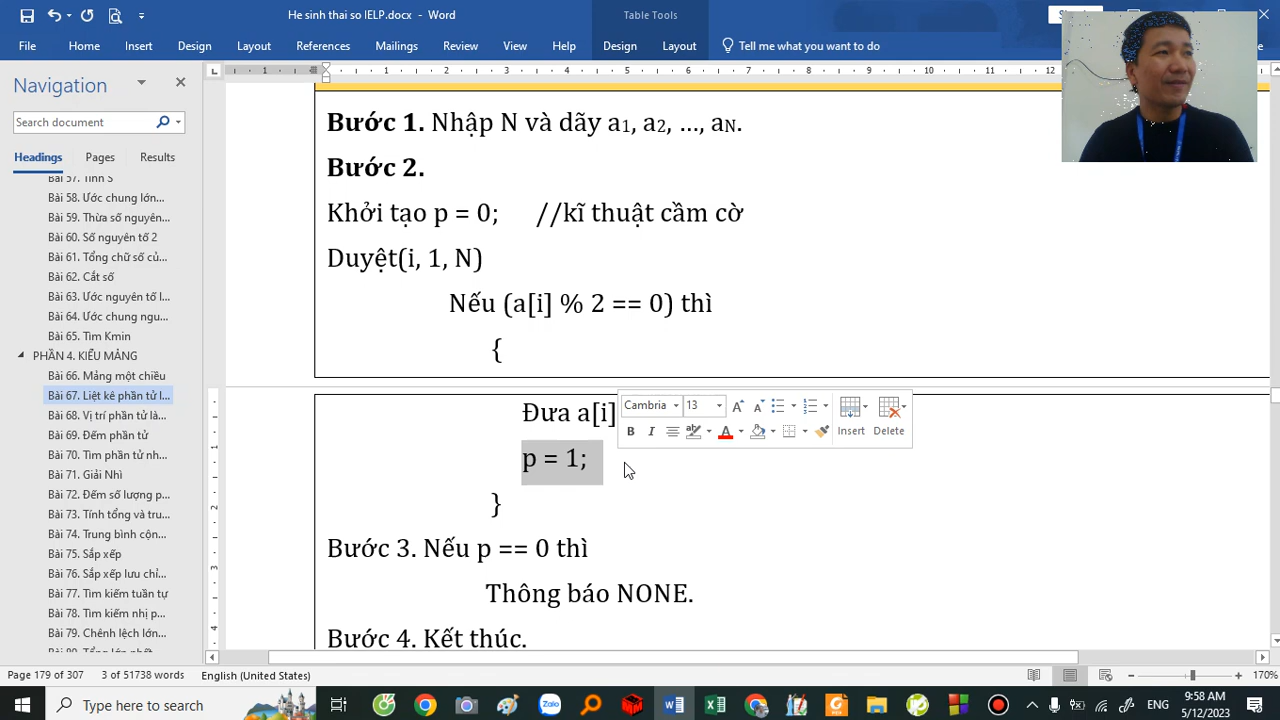 He sinh thai so IELP.docx - Word
Table Tools
File Home Insert Design Layout References Mailings Review View Help Design Layout Tell me what you want to do
Navigation
Search document
Headings Pages Results
Bài 57. Tính S
Bài 58. Ước chung lớn...
Bài 59. Thừa số nguyên...
Bài 60. Số nguyên tố 2
Bài 61. Tổng chữ số củ...
Bài 62. Cắt số
Bài 63. Ước nguyên tố l...
Bài 64. Ước chung ngu...
Bài 65. Tìm Kmin
PHẦN 4. KIỂU MẢNG
Bài 66. Mảng một chiều
Bài 67. Liệt kê phần tử l...
Bài 68. Vị trí phần tử lẻ...
Bài 69. Đếm phần tử
Bài 70. Tìm phần tử nh...
Bài 71. Giải Nhì
Bài 72. Đếm số lượng p...
Bài 73. Tính tổng và tru...
Bài 74. Trung bình cộn...
Bài 75. Sắp xếp
Bài 76. Sắp xếp lưu chỉ...
Bài 77. Tìm kiếm tuần tự
Bài 78. Tìm kiếm nhị p...
Bài 79. Chênh lệch lớn...
Bước 1. Nhập N và dãy a1, a2, ..., aN.
Bước 2.
Khởi tạo p = 0; //kĩ thuật cầm cờ
Duyệt(i, 1, N)
Nếu (a[i] % 2 == 0) thì
{
Đưa a[i]
Cambria 13
Insert Delete
p = 1;
}
Bước 3. Nếu p == 0 thì
Thông báo NONE.
Bước 4. Kết thúc.
Page 179 of 307 3 of 51738 words English (United States) 170%
Type here to search
Zalo
ENG
9:58 AM
5/12/2023